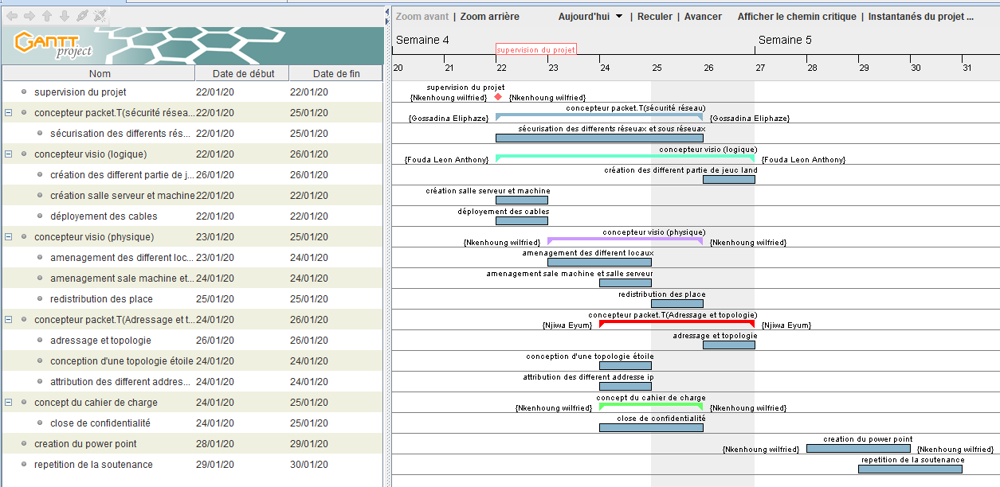 Zoom avant | Zoom arrière Aujourd'hui | Reculer | Avancer Afficher le chemin critique | Instantanés du projet ...
GANTT project
Semaine 4 Semaine 5
supervision du projet
20 21 22 23 24 25 26 27 28 29 30 31
Nom Date de début Date de fin
supervision du projet 22/01/20 22/01/20
concepteur packet.T(sécurité résea... 22/01/20 25/01/20
sécurisation des differents rés... 22/01/20 25/01/20
concepteur visio (logique) 22/01/20 26/01/20
création des different partie de j... 26/01/20 26/01/20
création salle serveur et machine 22/01/20 22/01/20
déployement des cables 22/01/20 22/01/20
concepteur visio (physique) 23/01/20 25/01/20
amenagement des different loc... 23/01/20 24/01/20
amenagement sale machine et... 24/01/20 24/01/20
redistribution des place 25/01/20 25/01/20
concepteur packet.T(Adressage et t... 24/01/20 26/01/20
adressage et topologie 26/01/20 26/01/20
conception d'une topologie étoile 24/01/20 24/01/20
attribution des different addres... 24/01/20 24/01/20
concept du cahier de charge 24/01/20 25/01/20
close de confidentialité 24/01/20 25/01/20
creation du power point 28/01/20 29/01/20
repetition de la soutenance 29/01/20 30/01/20
supervision du projet
{Nkenhoung wilfried} {Nkenhoung wilfried}
concepteur packet.T(sécurité réseau)
{Gossadina Eliphaze} {Gossadina Eliphaze}
sécurisation des differents réseuax et sous réseuax
concepteur visio (logique)
{Fouda Leon Anthony} {Fouda Leon Anthony}
création des different partie de jeuc land
création salle serveur et machine
déployement des cables
concepteur visio (physique)
{Nkenhoung wilfried} {Nkenhoung wilfried}
amenagement des different locaux
amenagement sale machine et salle serveur
redistribution des place
concepteur packet.T(Adressage et topologie)
{Njiwa Eyum} {Njiwa Eyum}
adressage et topologie
conception d'une topologie étoile
attribution des different addresse ip
concept du cahier de charge
{Nkenhoung wilfried} {Nkenhoung wilfried}
close de confidentialité
creation du power point
{Nkenhoung wilfried} {Nkenhoung wilfried}
repetition de la soutenance